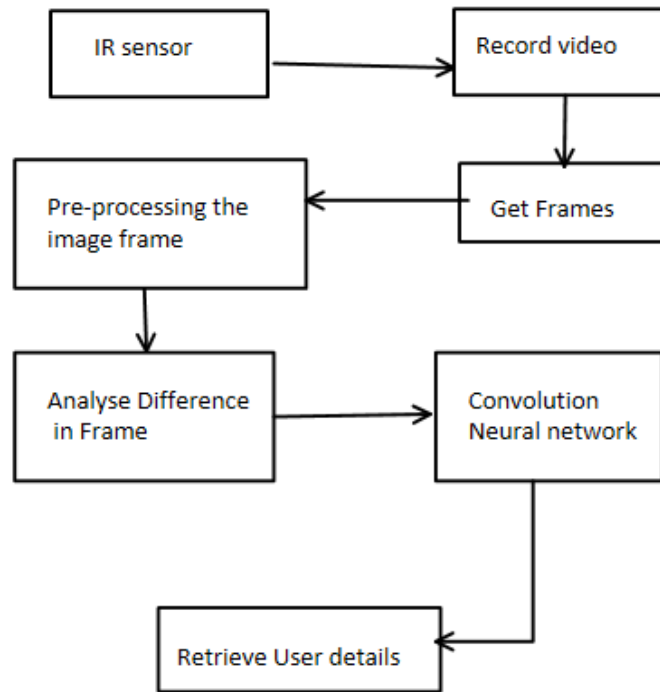 IR sensor
Record video
Get Frames
Pre-processing the
image frame
Analyse Difference
in Frame
Convolution
Neural network
Retrieve User details